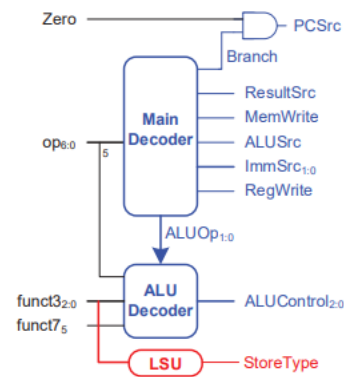 Zero
PCSrc
Branch
ResultSrc
MemWrite
Main
Decoder
ALUSrc
op6:0
5
ImmSrc1:0
RegWrite
ALUOp1:0
funct32:0
ALU
Decoder
ALUControl2:0
funct75
LSU
StoreType